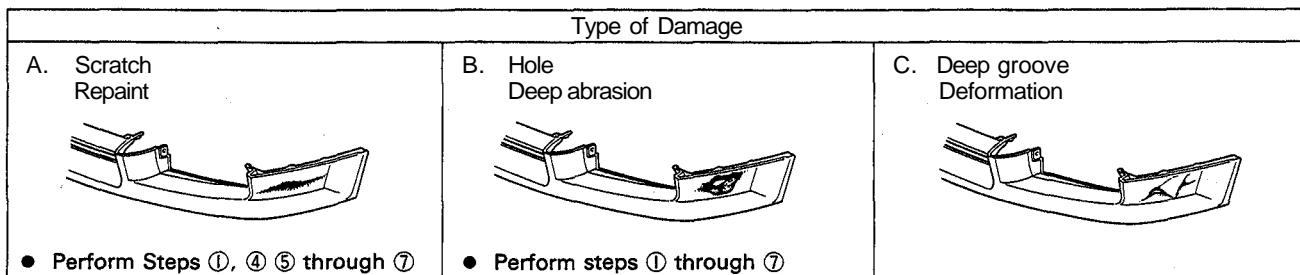 Type of Damage
A. Scratch
Repaint
● Perform Steps ①, ④ ⑤ through ⑦
B. Hole
Deep abrasion
● Perform steps ① through ⑦
C. Deep groove
Deformation